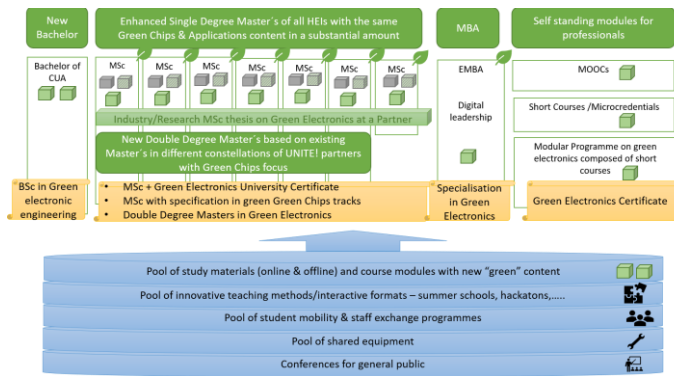 New
Bachelor
Enhanced Single Degree Master´s of all HEIs with the same
Green Chips & Applications content in a substantial amount
MBA
Self standing modules for
professionals
Bachelor of
CUA
MSc
MSc
MSc
MSc
MSc
MSc
MSc
EMBA
Digital
leadership
MOOCs
Short Courses /Microcredentials
Modular Programme on green
electronics composed of short
courses
Industry/Research MSc thesis on Green Electronics at a Partner
New Double Degree Master´s based on existing
Master´s in different constellations of UNITE! partners
with Green Chips focus
BSc in Green
electronic
engineering
• MSc + Green Electronics University Certificate
• MSc with specification in green Green Chips tracks
• Double Degree Masters in Green Electronics
Specialisation
in Green
Electronics
Green Electronics Certificate
Pool of study materials (online & offline) and course modules with new “green” content
Pool of innovative teaching methods/interactive formats – summer schools, hackatons,.....
Pool of student mobility & staff exchange programmes
Pool of shared equipment
Conferences for general public